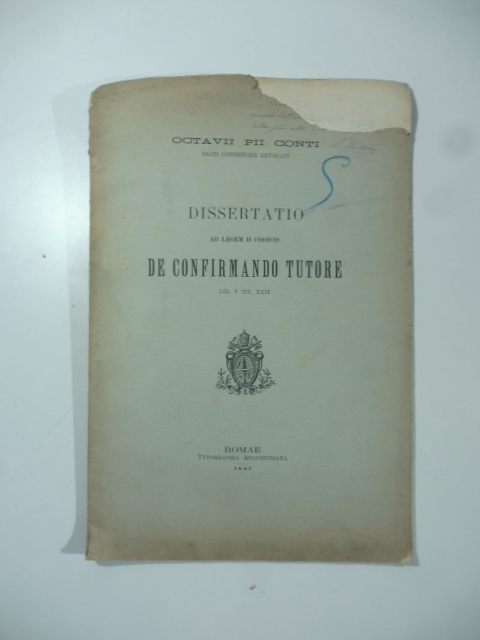 OCTAVII PII CONTI
SACRI CONSISTORII ADVOCATI
DISSERTATIO
AD LEGEM II CODICIS
DE CONFIRMANDO TUTORE
LIB. V TIT. XXIX
ROMAE
TYPOGRAPHIA AUGUSTINIANA